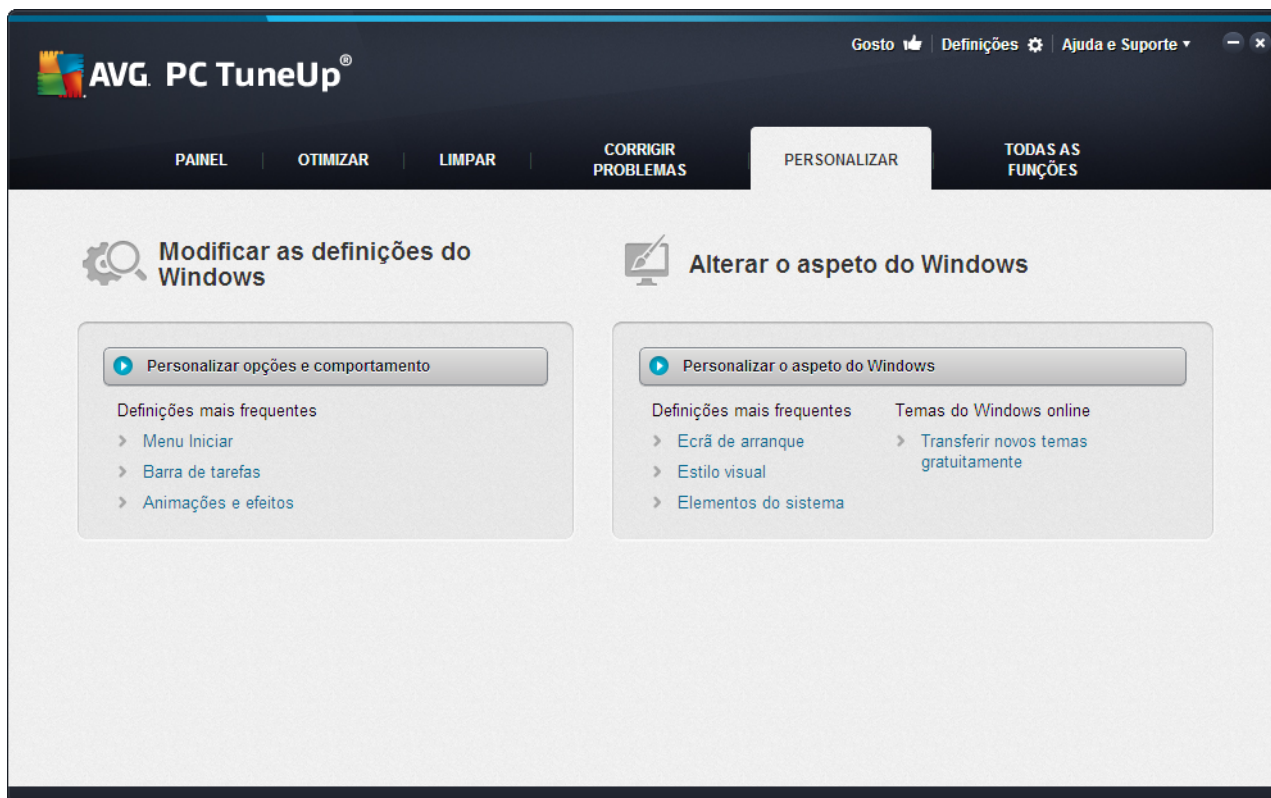 Gosto
Definições
Ajuda e Suporte
AVG. PC TuneUp®
PAINEL
OTIMIZAR
LIMPAR
CORRIGIR
PROBLEMAS
PERSONALIZAR
TODAS AS
FUNÇÕES
Modificar as definições do
Windows
Personalizar opções e comportamento
Definições mais frequentes
Menu Iniciar
Barra de tarefas
Animações e efeitos
Alterar o aspeto do Windows
Personalizar o aspeto do Windows
Definições mais frequentes
Ecrã de arranque
Estilo visual
Elementos do sistema
Temas do Windows online
Transferir novos temas
gratuitamente